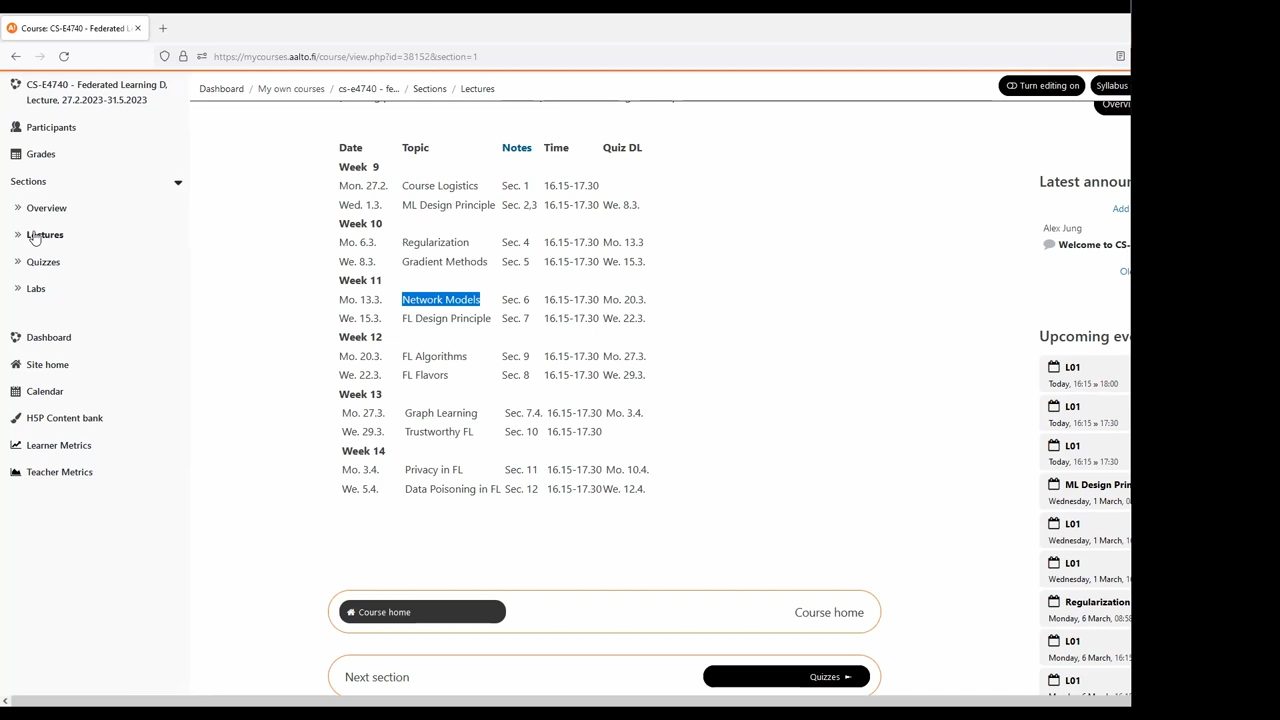 Course: CS-E4740 - Federated L
https://mycourses.aalto.fi/course/view.php?id=38152&section=1
CS-E4740 - Federated Learning D,
Lecture, 27.2.2023-31.5.2023
Participants
Grades
Sections
Overview
Lectures
Quizzes
Labs
Dashboard
Site home
Calendar
H5P Content bank
Learner Metrics
Teacher Metrics
Dashboard / My own courses / cs-e4740 - fe... / Sections / Lectures
Turn editing on
Syllabus
Overvi
Date Topic Notes Time Quiz DL
Week 9
Mon. 27.2. Course Logistics Sec. 1 16.15-17.30
Wed. 1.3. ML Design Principle Sec. 2,3 16.15-17.30 We. 8.3.
Week 10
Mo. 6.3. Regularization Sec. 4 16.15-17.30 Mo. 13.3
We. 8.3. Gradient Methods Sec. 5 16.15-17.30 We. 15.3.
Week 11
Mo. 13.3. Network Models Sec. 6 16.15-17.30 Mo. 20.3.
We. 15.3. FL Design Principle Sec. 7 16.15-17.30 We. 22.3.
Week 12
Mo. 20.3. FL Algorithms Sec. 9 16.15-17.30 Mo. 27.3.
We. 22.3. FL Flavors Sec. 8 16.15-17.30 We. 29.3.
Week 13
Mo. 27.3. Graph Learning Sec. 7.4. 16.15-17.30 Mo. 3.4.
We. 29.3. Trustworthy FL Sec. 10 16.15-17.30
Week 14
Mo. 3.4. Privacy in FL Sec. 11 16.15-17.30 Mo. 10.4.
We. 5.4. Data Poisoning in FL Sec. 12 16.15-17.30 We. 12.4.
Course home
Course home
Next section
Quizzes
Latest announ
Add
Alex Jung
Welcome to CS-
Ol
Upcoming eve
L01
Today, 16:15 » 18:00
L01
Today, 16:15 » 17:30
L01
Today, 16:15 » 17:30
ML Design Prin
Wednesday, 1 March, 0
L01
Wednesday, 1 March, 1
L01
Wednesday, 1 March, 1
Regularization
Monday, 6 March, 08:5
L01
Monday, 6 March, 16:1
L01